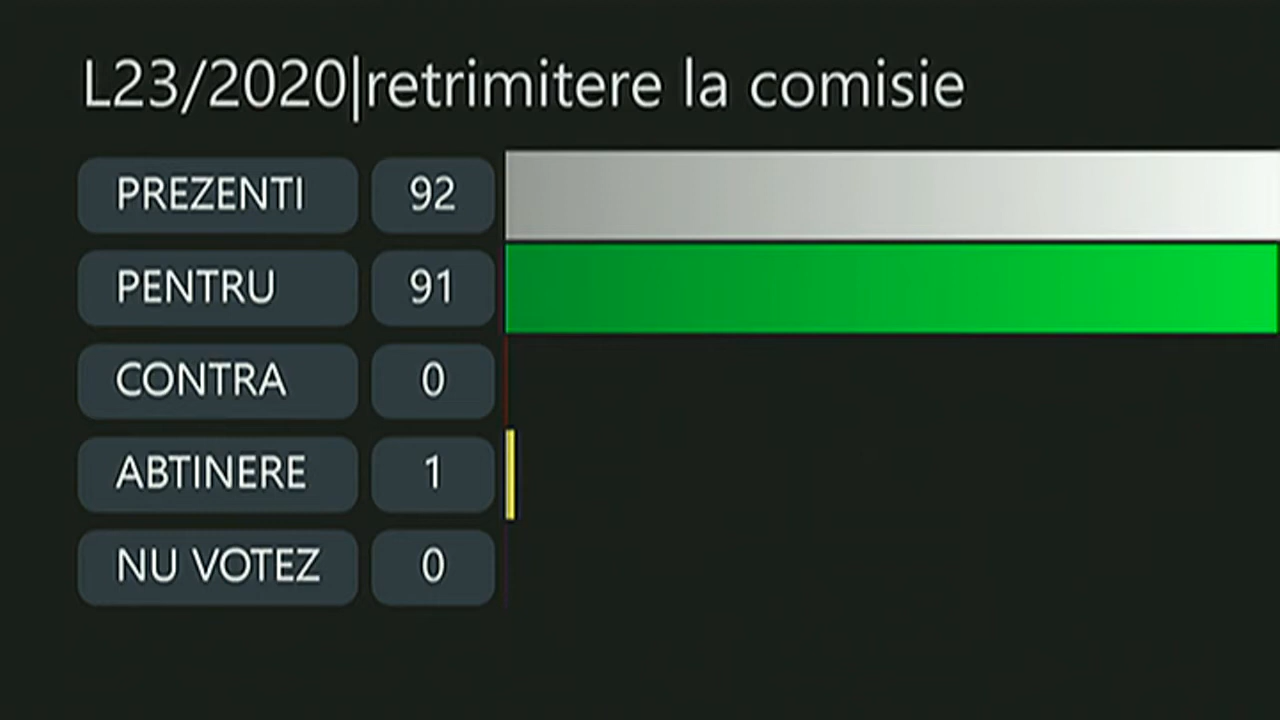 L23/2020|retrimitere la comisie
PREZENTI 92
PENTRU 91
CONTRA 0
ABTINERE 1
NU VOTEZ 0